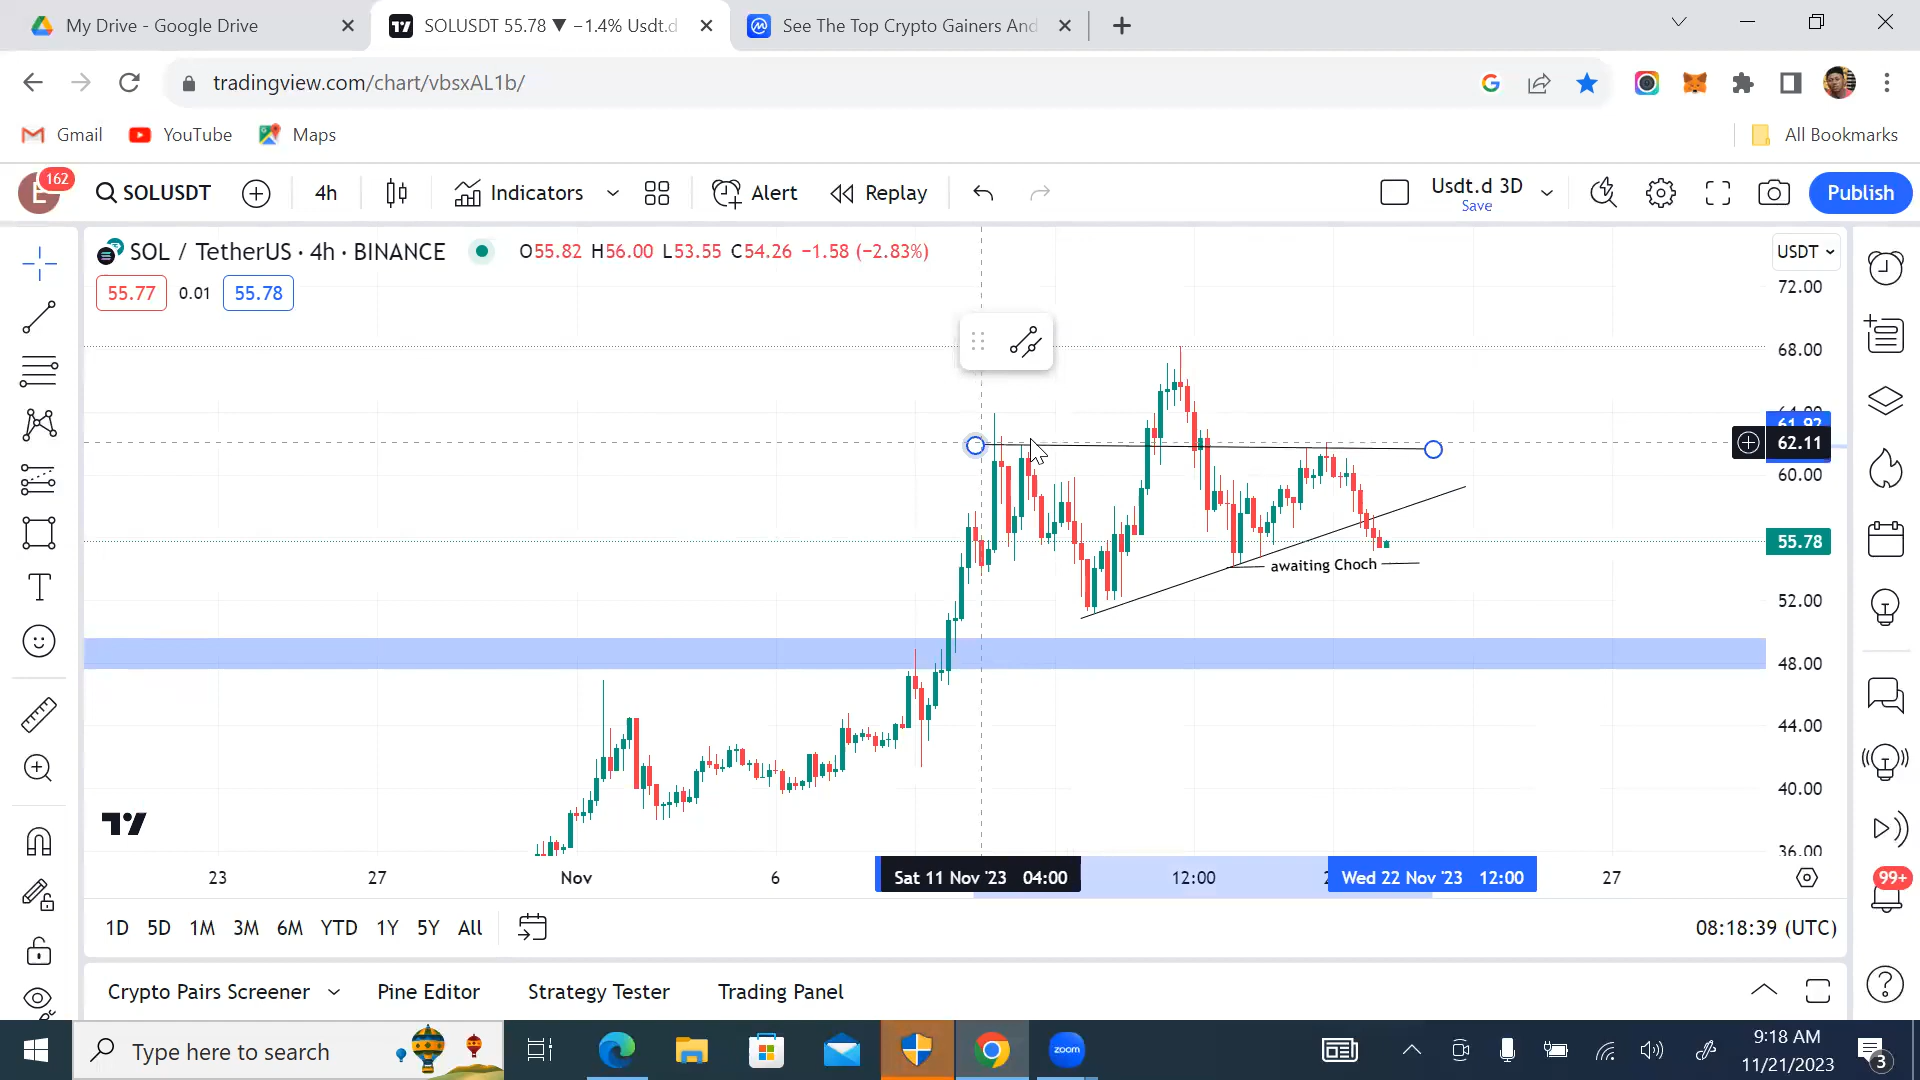 My Drive - Google Drive
SOLUSDT 55.78 ▼ −1.4% Usdt.d
See The Top Crypto Gainers And
tradingview.com/chart/vbsxAL1b/
Gmail
YouTube
Maps
All Bookmarks
E
162
SOLUSDT
4h
Indicators
Alert
Replay
Usdt.d 3D
Save
Publish
SOL / TetherUS · 4h · BINANCE
O55.82 H56.00 L53.55 C54.26 −1.58 (−2.83%)
USDT
55.77
0.01
55.78
72.00
68.00
61.92
62.11
60.00
55.78
awaiting Choch
52.00
48.00
44.00
40.00
36.00
23
27
Nov
6
Sat 11 Nov '23 04:00
12:00
Wed 22 Nov '23 12:00
27
99+
1D
5D
1M
3M
6M
YTD
1Y
5Y
All
08:18:39 (UTC)
Crypto Pairs Screener
Pine Editor
Strategy Tester
Trading Panel
Type here to search
zoom
9:18 AM
11/21/2023
3